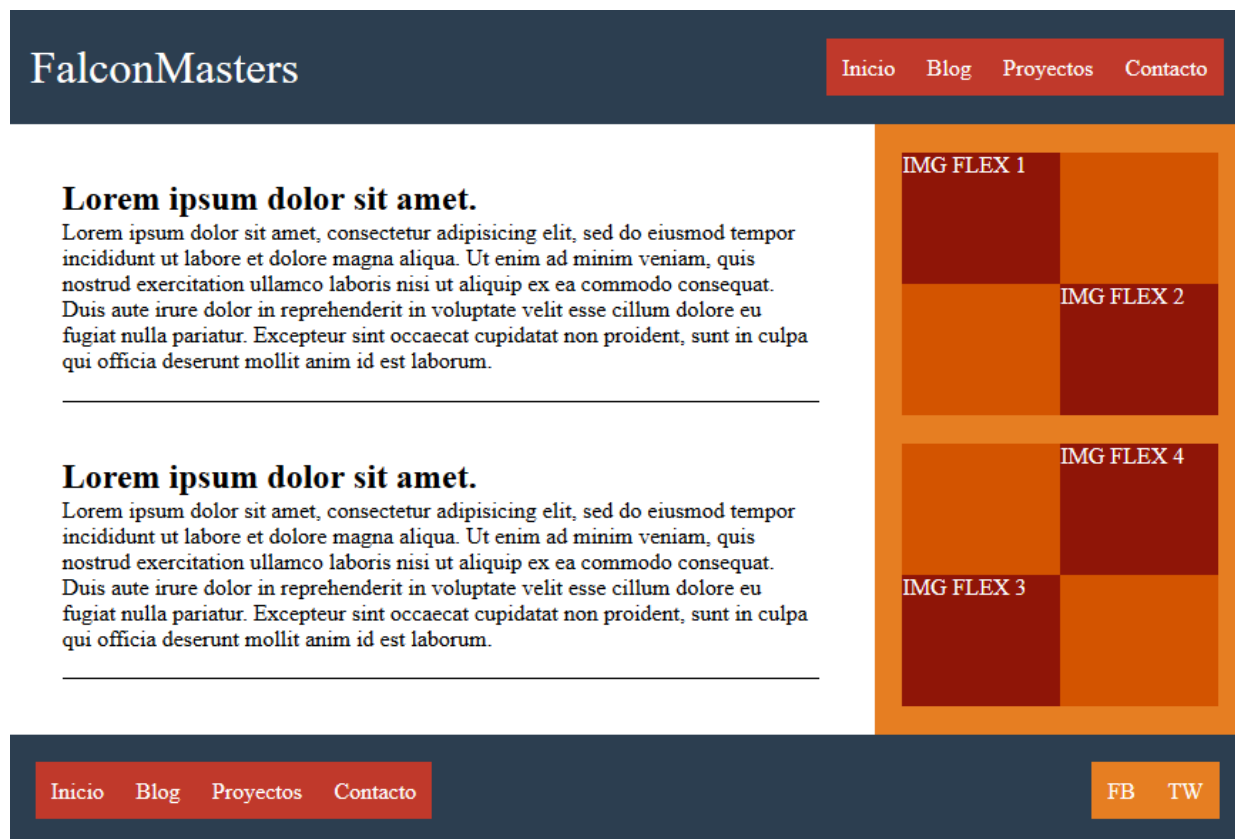 FalconMasters
Inicio Blog Proyectos Contacto
Lorem ipsum dolor sit amet.
Lorem ipsum dolor sit amet, consectetur adipisicing elit, sed do eiusmod tempor
incididunt ut labore et dolore magna aliqua. Ut enim ad minim veniam, quis
nostrud exercitation ullamco laboris nisi ut aliquip ex ea commodo consequat.
Duis aute irure dolor in reprehenderit in voluptate velit esse cillum dolore eu
fugiat nulla pariatur. Excepteur sint occaecat cupidatat non proident, sunt in culpa
qui officia deserunt mollit anim id est laborum.
Lorem ipsum dolor sit amet.
Lorem ipsum dolor sit amet, consectetur adipisicing elit, sed do eiusmod tempor
incididunt ut labore et dolore magna aliqua. Ut enim ad minim veniam, quis
nostrud exercitation ullamco laboris nisi ut aliquip ex ea commodo consequat.
Duis aute irure dolor in reprehenderit in voluptate velit esse cillum dolore eu
fugiat nulla pariatur. Excepteur sint occaecat cupidatat non proident, sunt in culpa
qui officia deserunt mollit anim id est laborum.
IMG FLEX 1
IMG FLEX 2
IMG FLEX 4
IMG FLEX 3
Inicio Blog Proyectos Contacto
FB TW